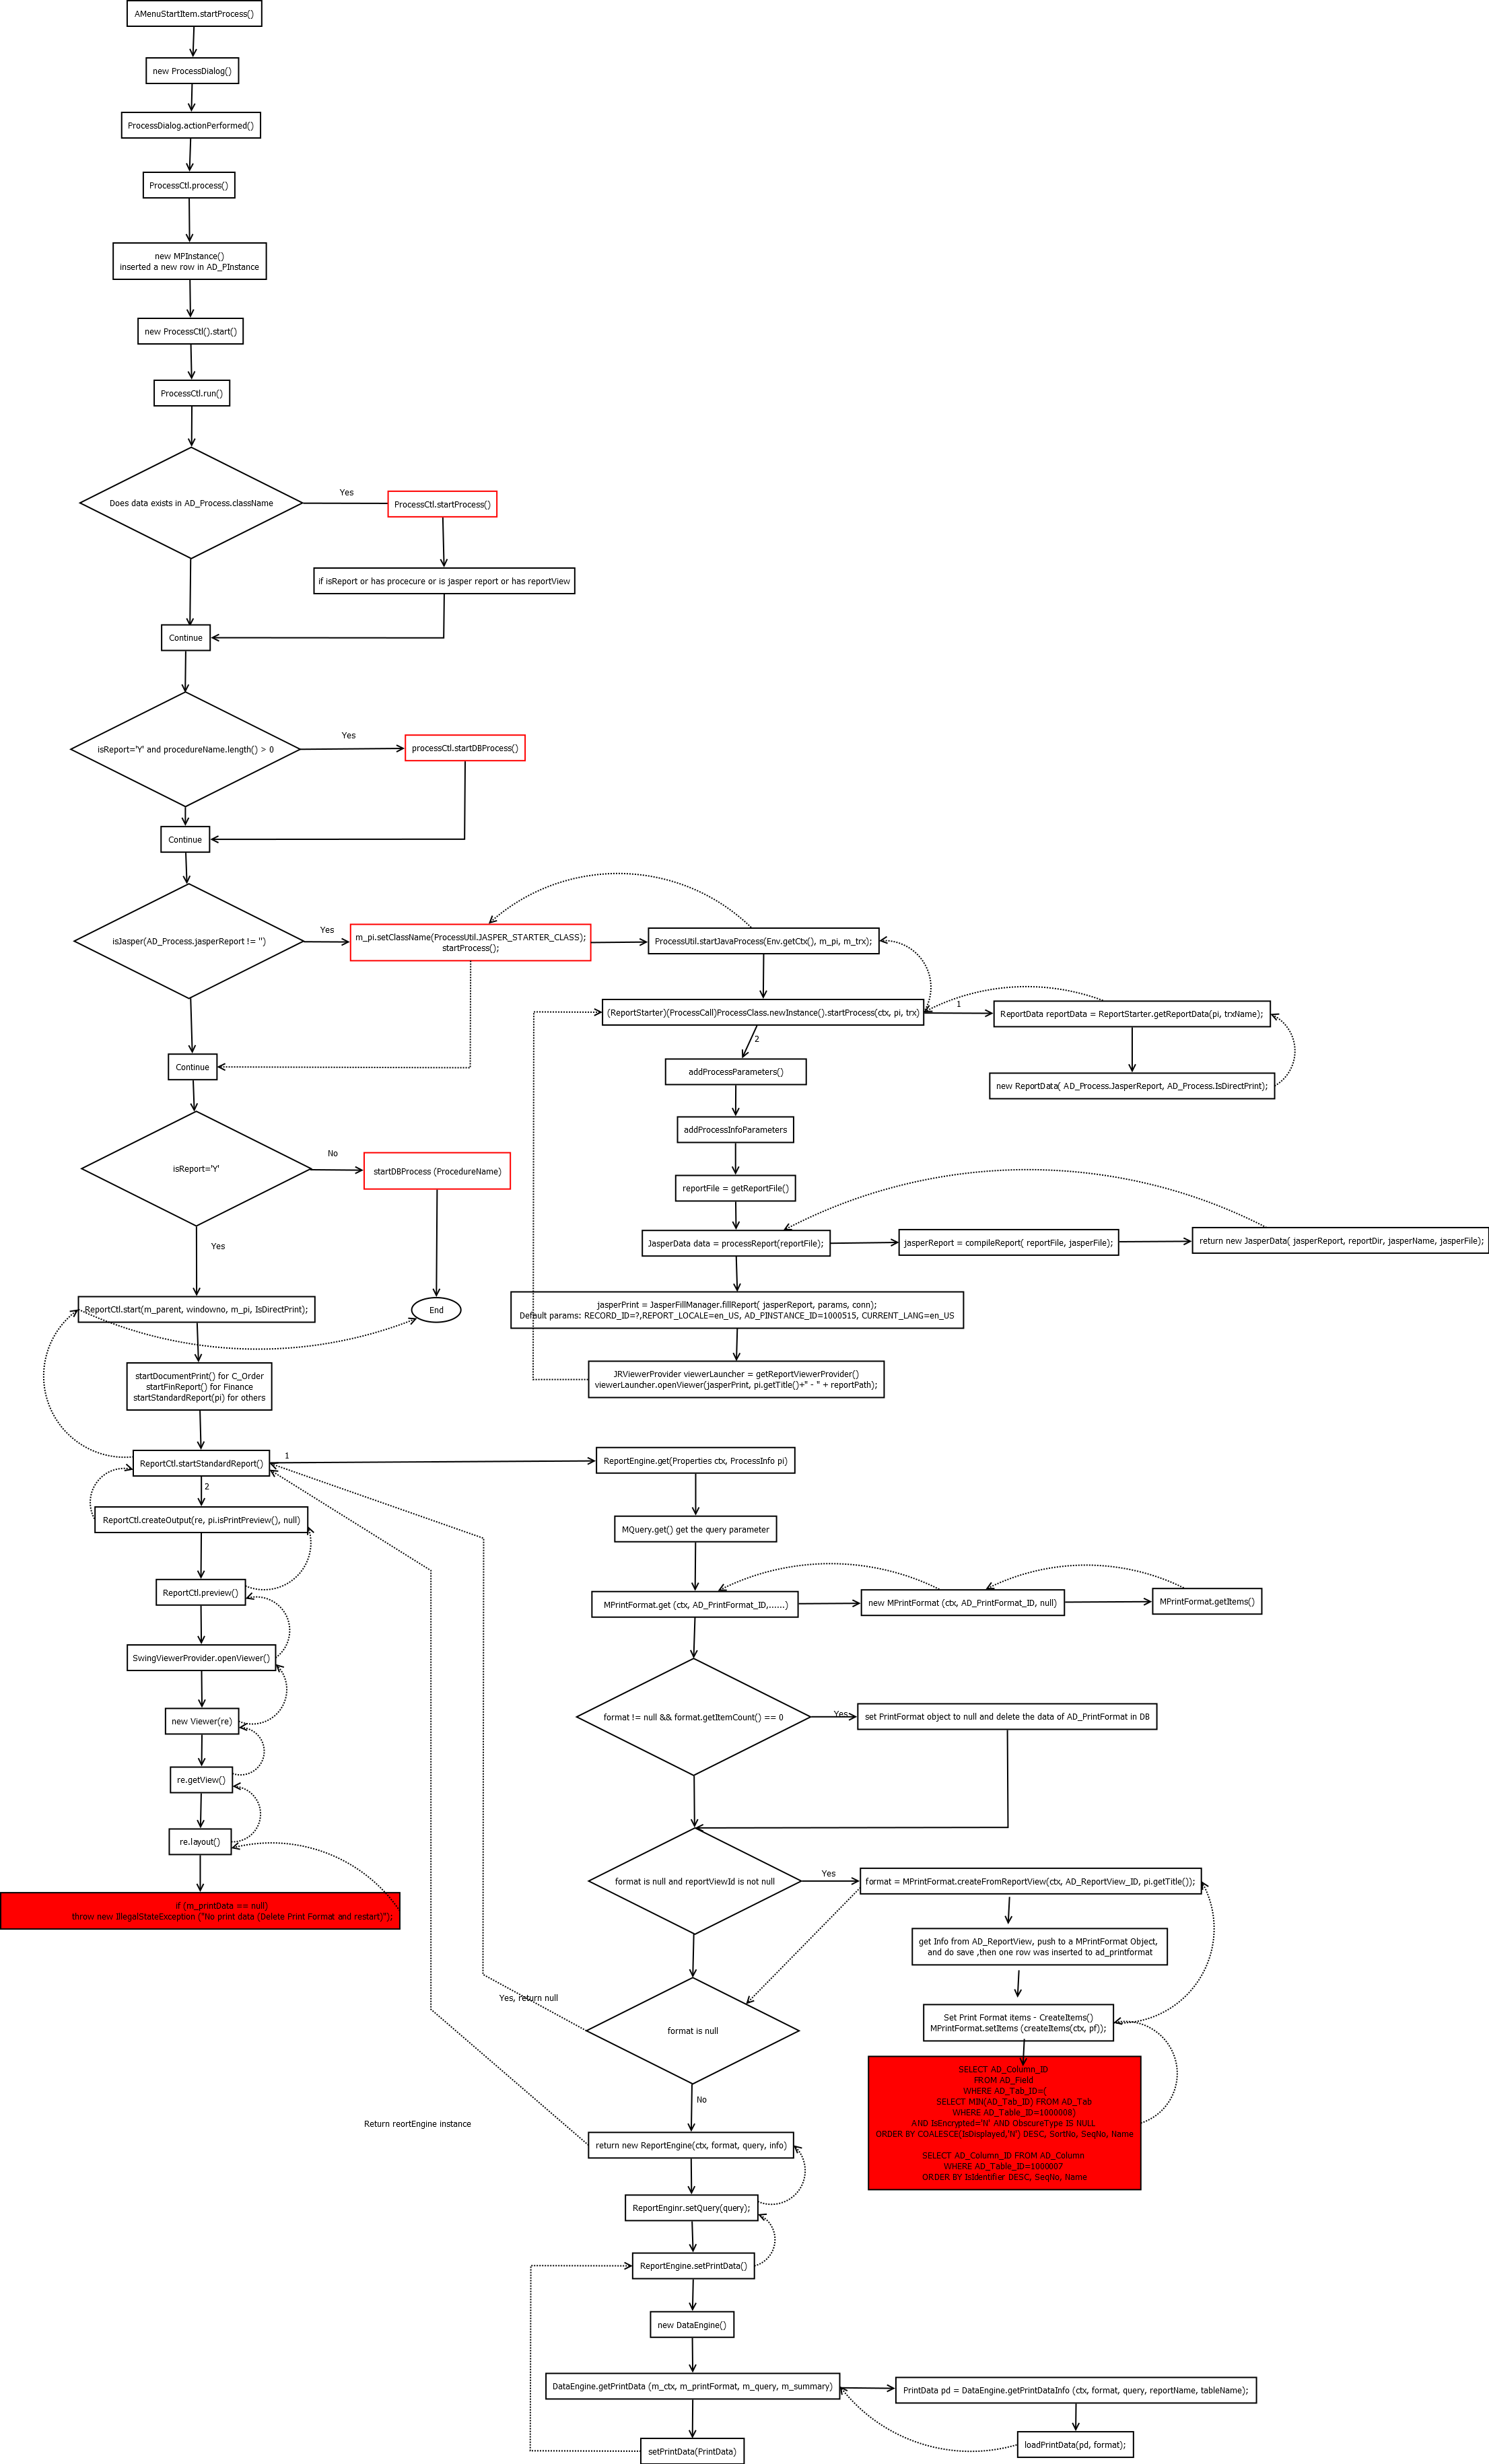 AMenuStartItem.startProcess()
new ProcessDialog()
ProcessDialog.actionPerformed()
ProcessCtl.process()
new MPInstance()
inserted a new row in AD_PInstance
new ProcessCtl().start()
ProcessCtl.run()
Does data exists in AD_Process.className
Yes
ProcessCtl.startProcess()
if isReport or has procecure or is jasper report or has reportView
Continue
isReport='Y' and procedureName.length() > 0
Yes
processCtl.startDBProcess()
Continue
isJasper(AD_Process.jasperReport != '')
Yes
m_pi.setClassName(ProcessUtil.JASPER_STARTER_CLASS);
startProcess();
ProcessUtil.startJavaProcess(Env.getCtx(), m_pi, m_trx);
(ReportStarter)(ProcessCall)ProcessClass.newInstance().startProcess(ctx, pi, trx)
1
ReportData reportData = ReportStarter.getReportData(pi, trxName);
2
new ReportData( AD_Process.JasperReport, AD_Process.IsDirectPrint);
Continue
addProcessParameters()
addProcessInfoParameters
isReport='Y'
No
startDBProcess (ProcedureName)
reportFile = getReportFile()
Yes
JasperData data = processReport(reportFile);
jasperReport = compileReport( reportFile, jasperFile);
return new JasperData( jasperReport, reportDir, jasperName, jasperFile);
ReportCtl.start(m_parent, windowno, m_pi, IsDirectPrint);
End
jasperPrint = JasperFillManager.fillReport( jasperReport, params, conn);
Default params: RECORD_ID=?,REPORT_LOCALE=en_US, AD_PINSTANCE_ID=1000515, CURRENT_LANG=en_US
startDocumentPrint() for C_Order
startFinReport() for Finance
startStandardReport(pi) for others
JRViewerProvider viewerLauncher = getReportViewerProvider()
viewerLauncher.openViewer(jasperPrint, pi.getTitle()+" - " + reportPath);
ReportCtl.startStandardReport()
1
ReportEngine.get(Properties ctx, ProcessInfo pi)
2
ReportCtl.createOutput(re, pi.isPrintPreview(), null)
MQuery.get() get the query parameter
ReportCtl.preview()
MPrintFormat.get (ctx, AD_PrintFormat_ID,......)
new MPrintFormat (ctx, AD_PrintFormat_ID, null)
MPrintFormat.getItems()
SwingViewerProvider.openViewer()
new Viewer(re)
format != null && format.getItemCount() == 0
Yes
set PrintFormat object to null and delete the data of AD_PrintFormat in DB
re.getView()
re.layout()
if (m_printData == null)
throw new IllegalStateException ("No print data (Delete Print Format and restart)");
format is null and reportViewId is not null
Yes
format = MPrintFormat.createFromReportView(ctx, AD_ReportView_ID, pi.getTitle());
get Info from AD_ReportView, push to a MPrintFormat Object,
and do save ,then one row was inserted to ad_printformat
Yes, return null
format is null
Set Print Format items - CreateItems()
MPrintFormat.setItems (createItems(ctx, pf));
SELECT AD_Column_ID
FROM AD_Field
WHERE AD_Tab_ID=(
SELECT MIN(AD_Tab_ID) FROM AD_Tab
WHERE AD_Table_ID=1000008)
AND IsEncrypted='N' AND ObscureType IS NULL
ORDER BY COALESCE(IsDisplayed,'N') DESC, SortNo, SeqNo, Name
SELECT AD_Column_ID FROM AD_Column
WHERE AD_Table_ID=1000007
ORDER BY IsIdentifier DESC, SeqNo, Name
No
Return reortEngine instance
return new ReportEngine(ctx, format, query, info)
ReportEnginr.setQuery(query);
ReportEngine.setPrintData()
new DataEngine()
DataEngine.getPrintData (m_ctx, m_printFormat, m_query, m_summary)
PrintData pd = DataEngine.getPrintDataInfo (ctx, format, query, reportName, tableName);
setPrintData(PrintData)
loadPrintData(pd, format);